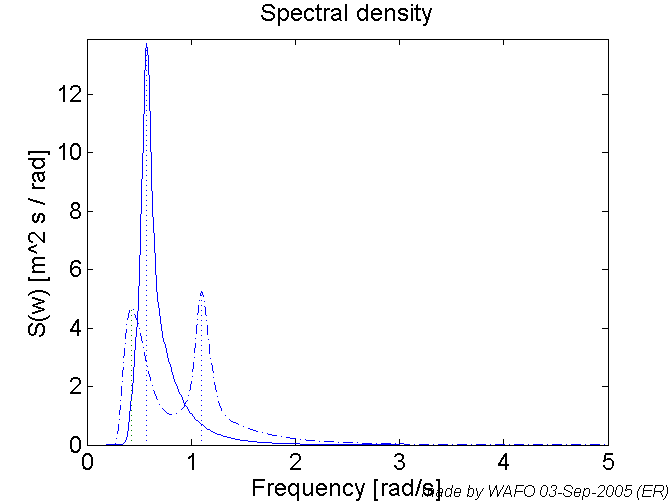 Spectral density
S(w) [m^2 s / rad]
12
10
8
6
4
2
0
0 1 2 3 4 5
Frequency [rad/s]
made by WAFO 03-Sep-2005 (ER)